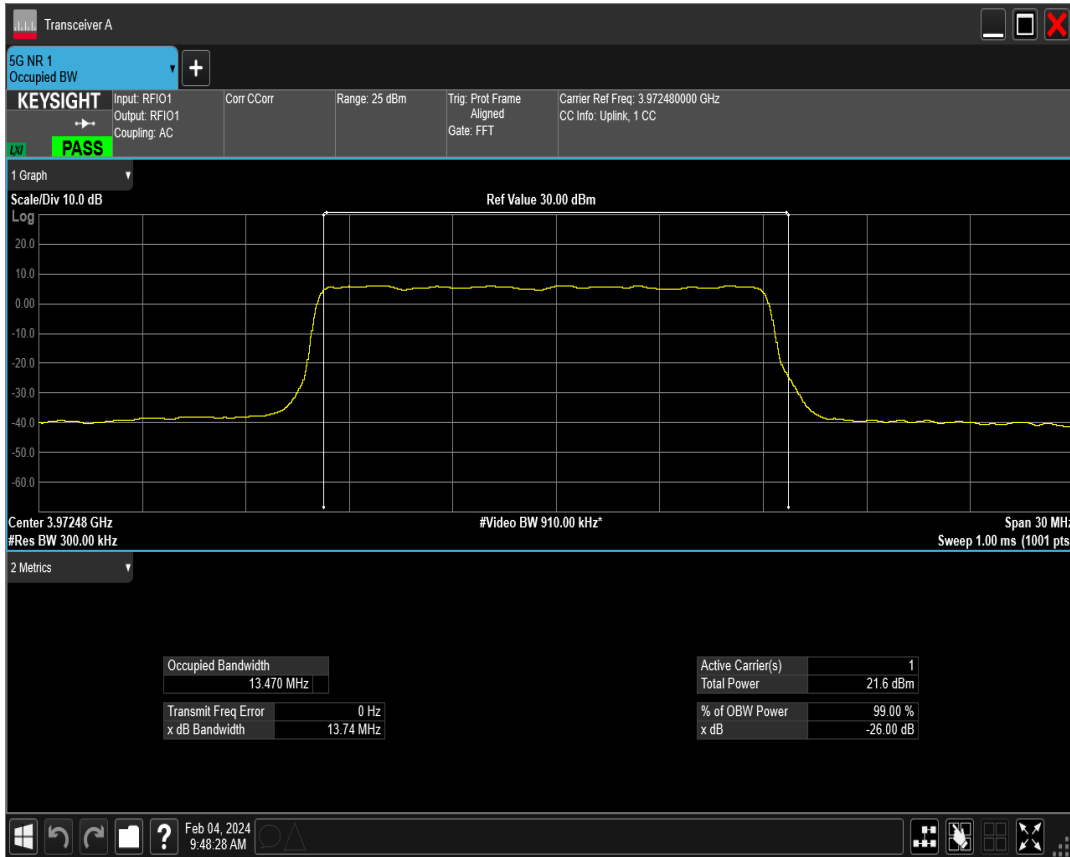 Transceiver A
5G NR 1
Occupied BW
KEYSIGHT
LXI
PASS
Input: RFIO1
Output: RFIO1
Coupling: AC
Corr CCorr
Range: 25 dBm
Trig: Prot Frame
Aligned
Gate: FFT
Carrier Ref Freq: 3.972480000 GHz
CC Info: Uplink, 1 CC
1 Graph
Scale/Div 10.0 dB
Ref Value 30.00 dBm
Log
20.0
10.0
0.00
-10.0
-20.0
-30.0
-40.0
-50.0
-60.0
Center 3.97248 GHz
#Video BW 910.00 kHz*
Span 30 MHz
#Res BW 300.00 kHz
Sweep 1.00 ms (1001 pts
2 Metrics
Occupied Bandwidth
13.470 MHz
Transmit Freq Error 0 Hz
x dB Bandwidth 13.74 MHz
Active Carrier(s) 1
Total Power 21.6 dBm
% of OBW Power 99.00 %
x dB -26.00 dB
?
Feb 04, 2024
9:48:28 AM